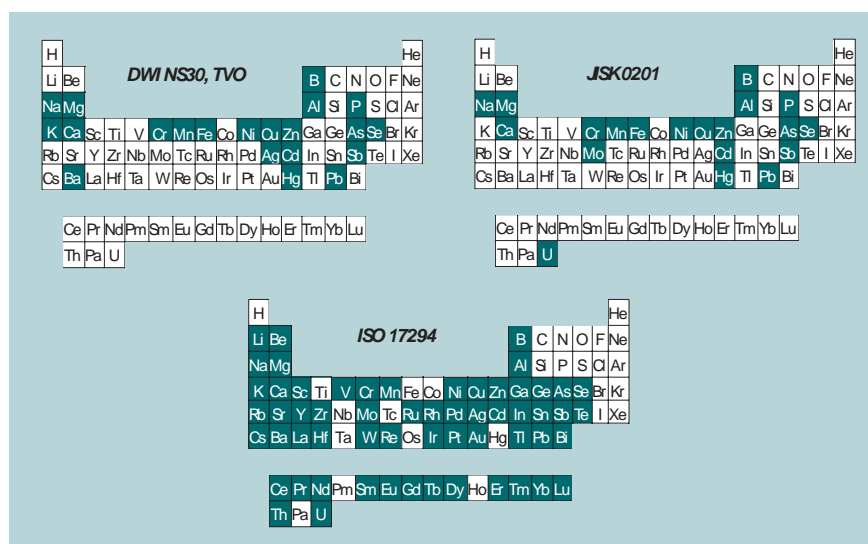 DWI NS30, TVO
H He
Li Be B C N O F Ne
Na Mg Al Si P S Cl Ar
K Ca Sc Ti V Cr Mn Fe Co Ni Cu Zn Ga Ge As Se Br Kr
Rb Sr Y Zr Nb Mo Tc Ru Rh Pd Ag Cd In Sn Sb Te I Xe
Cs Ba La Hf Ta W Re Os Ir Pt Au Hg Tl Pb Bi
Ce Pr Nd Pm Sm Eu Gd Tb Dy Ho Er Tm Yb Lu
Th Pa U
JISK0201
H He
Li Be B C N O F Ne
Na Mg Al Si P S Cl Ar
K Ca Sc Ti V Cr Mn Fe Co Ni Cu Zn Ga Ge As Se Br Kr
Rb Sr Y Zr Nb Mo Tc Ru Rh Pd Ag Cd In Sn Sb Te I Xe
Cs Ba La Hf Ta W Re Os Ir Pt Au Hg Tl Pb Bi
Ce Pr Nd Pm Sm Eu Gd Tb Dy Ho Er Tm Yb Lu
Th Pa U
ISO 17294
H He
Li Be B C N O F Ne
Na Mg Al Si P S Cl Ar
K Ca Sc Ti V Cr Mn Fe Co Ni Cu Zn Ga Ge As Se Br Kr
Rb Sr Y Zr Nb Mo Tc Ru Rh Pd Ag Cd In Sn Sb Te I Xe
Cs Ba La Hf Ta W Re Os Ir Pt Au Hg Tl Pb Bi
Ce Pr Nd Pm Sm Eu Gd Tb Dy Ho Er Tm Yb Lu
Th Pa U